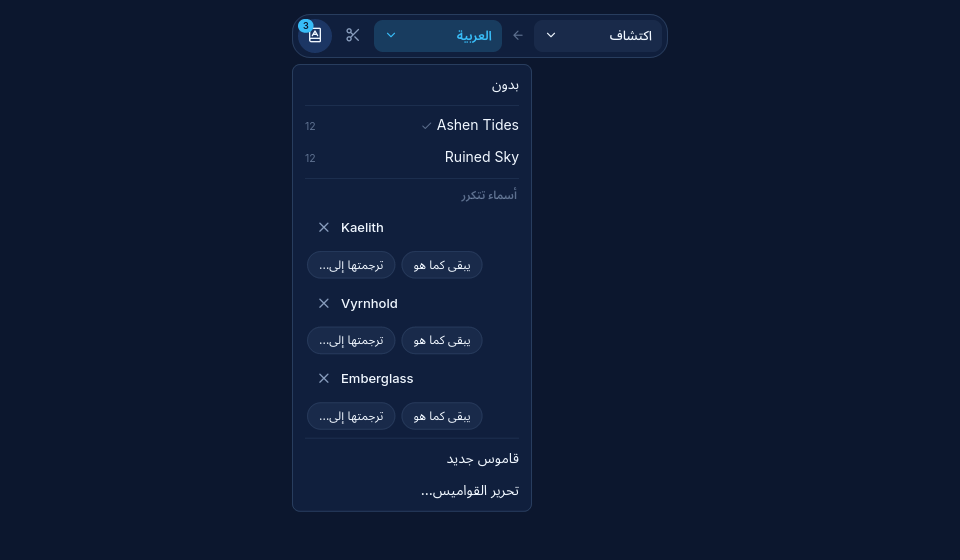 اكتشاف
العربية
3
بدون
Ashen Tides 12
Ruined Sky 12
أسماء تتكرر
Kaelith
يبقى كما هو ترجمتها إلى...
Vyrnhold
يبقى كما هو ترجمتها إلى...
Emberglass
يبقى كما هو ترجمتها إلى...
قاموس جديد
تحرير القواميس...